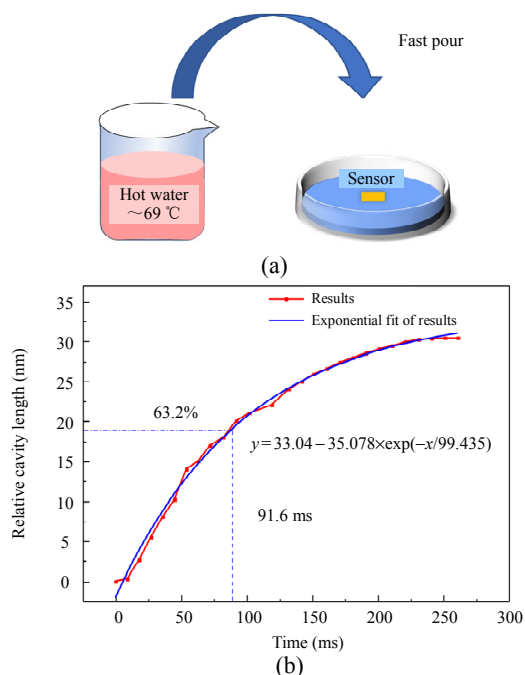 Fast pour
Hot water
～69 ℃
Sensor
(a)
35
30
25
20
15
10
5
0
Relative cavity length (nm)
Results
Exponential fit of results
63.2%
y=33.04−35.078×exp(−x/99.435)
91.6 ms
0
50
100
150
200
250
300
Time (ms)
(b)